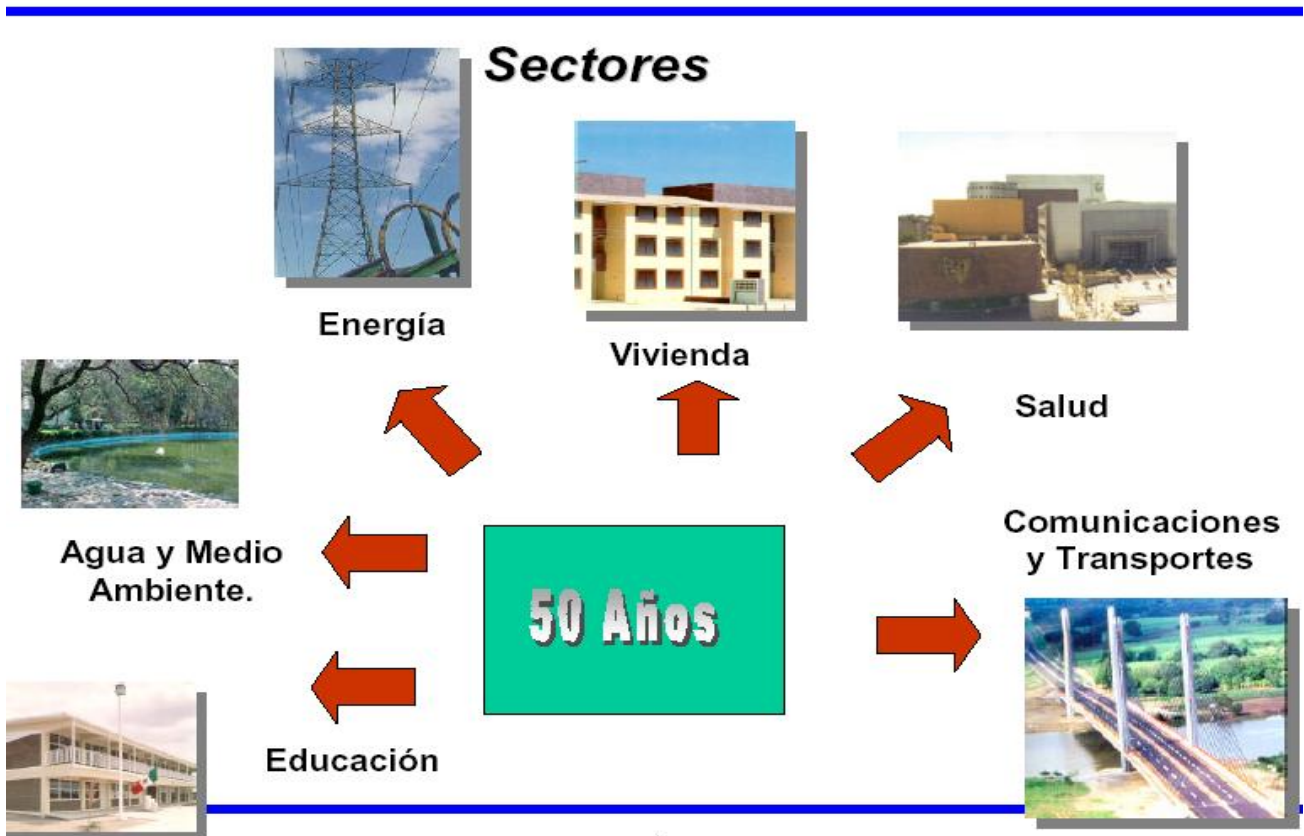 Sectores
Energía
Vivienda
Salud
Agua y Medio
Ambiente.
Comunicaciones
y Transportes
50 Años
Educación